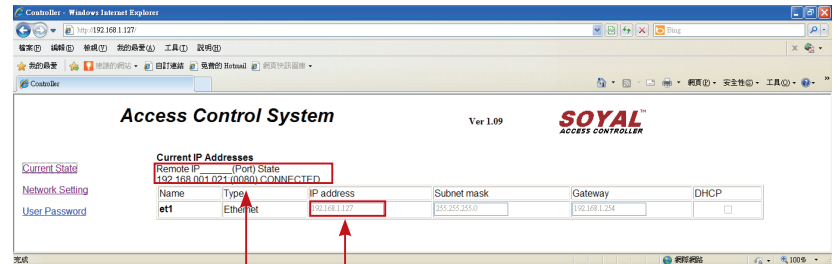 Controller - Windows Internet Explorer
http://192.168.1.127/
Bing
檔案(F) 編輯(E) 檢視(V) 我的最愛(A) 工具(T) 說明(H)
我的最愛 建議的網站 自訂連結 免費的 Hotmail 網頁快訊圖庫
Controller 網頁(P) 安全性(S) 工具(O)
Access Control System Ver 1.09 SOYAL™
ACCESS CONTROLLER
Current IP Addresses
Current State Remote IP______(Port) State
192.168.001.021:(0080) CONNECTED
Network Setting Name Type IP address Subnet mask Gateway DHCP
User Password et1 Ethernet 192.168.1.127 255.255.255.0 192.168.1.254
完成 網際網路 100%